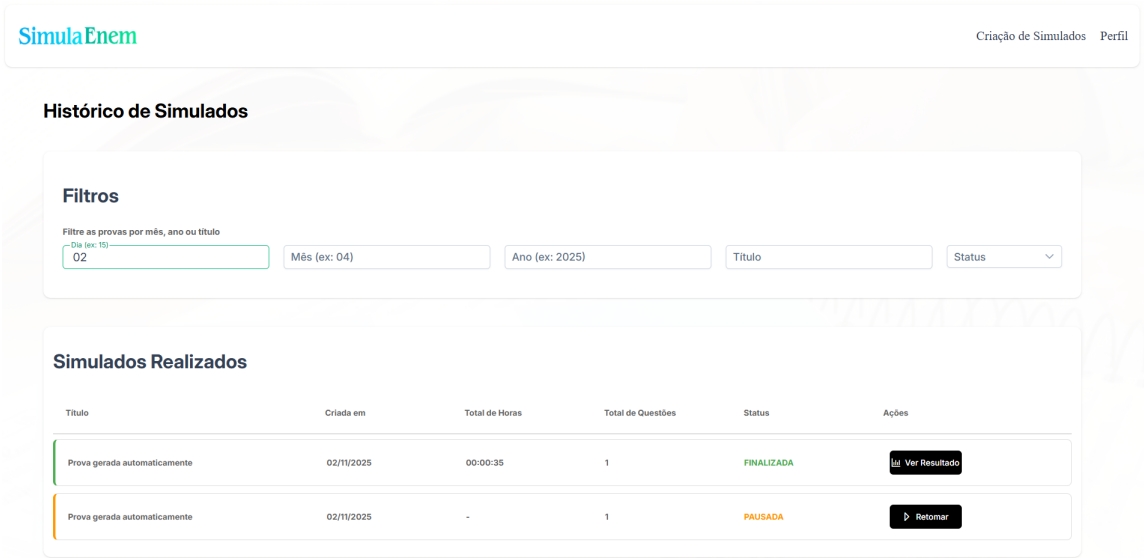 SimulaEnem
Criação de Simulados Perfil
Histórico de Simulados
Filtros
Filtre as provas por mês, ano ou título
Dia (ex: 15)
02
Mês (ex: 04)
Ano (ex: 2025)
Título
Status
Simulados Realizados
Título Criada em Total de Horas Total de Questões Status Ações
Prova gerada automaticamente 02/11/2025 00:00:35 1 FINALIZADA Ver Resultado
Prova gerada automaticamente 02/11/2025 - 1 PAUSADA Retomar